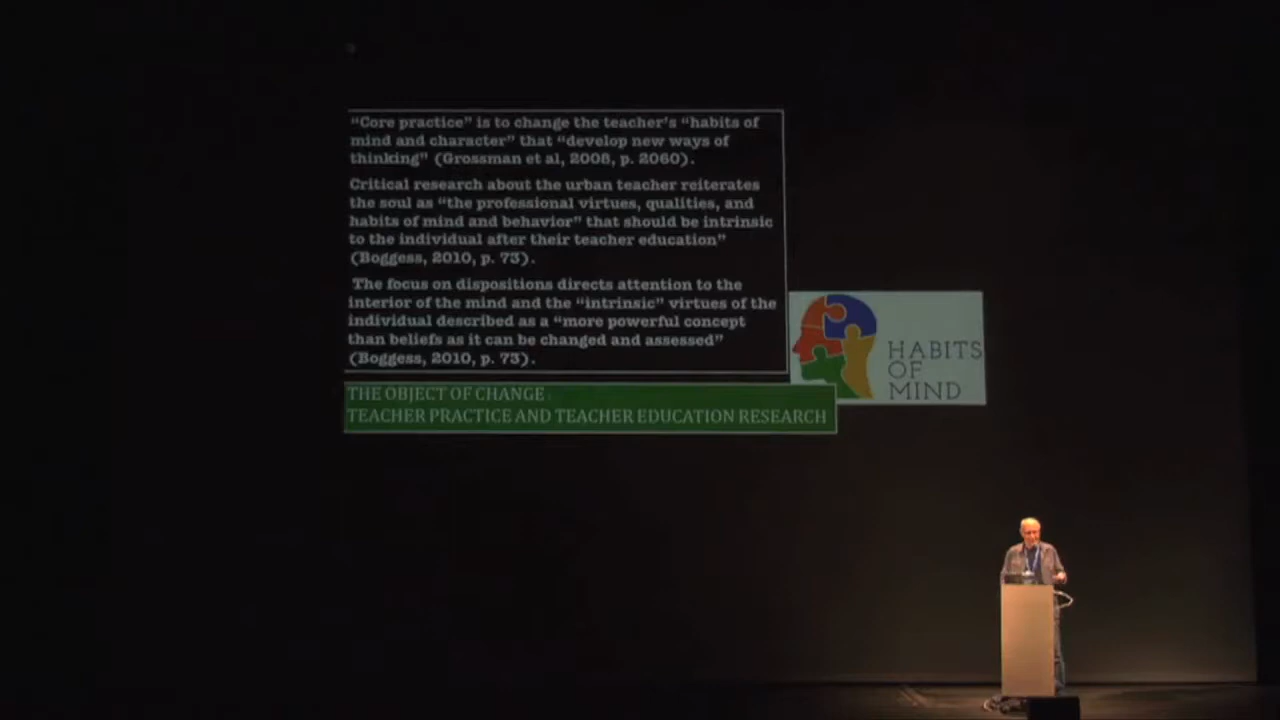 “Core practice” is to change the teacher’s “habits of
mind and character” that “develop new ways of
thinking” (Grossman et al, 2008, p. 2060).
Critical research about the urban teacher reiterates
the soul as “the professional virtues, qualities, and
habits of mind and behavior” that should be intrinsic
to the individual after their teacher education”
(Boggess, 2010, p. 73).
The focus on dispositions directs attention to the
interior of the mind and the “intrinsic” virtues of the
individual described as a “more powerful concept
than beliefs as it can be changed and assessed”
(Boggess, 2010, p. 73).
HABITS
OF
MIND
THE OBJECT OF CHANGE :
TEACHER PRACTICE AND TEACHER EDUCATION RESEARCH